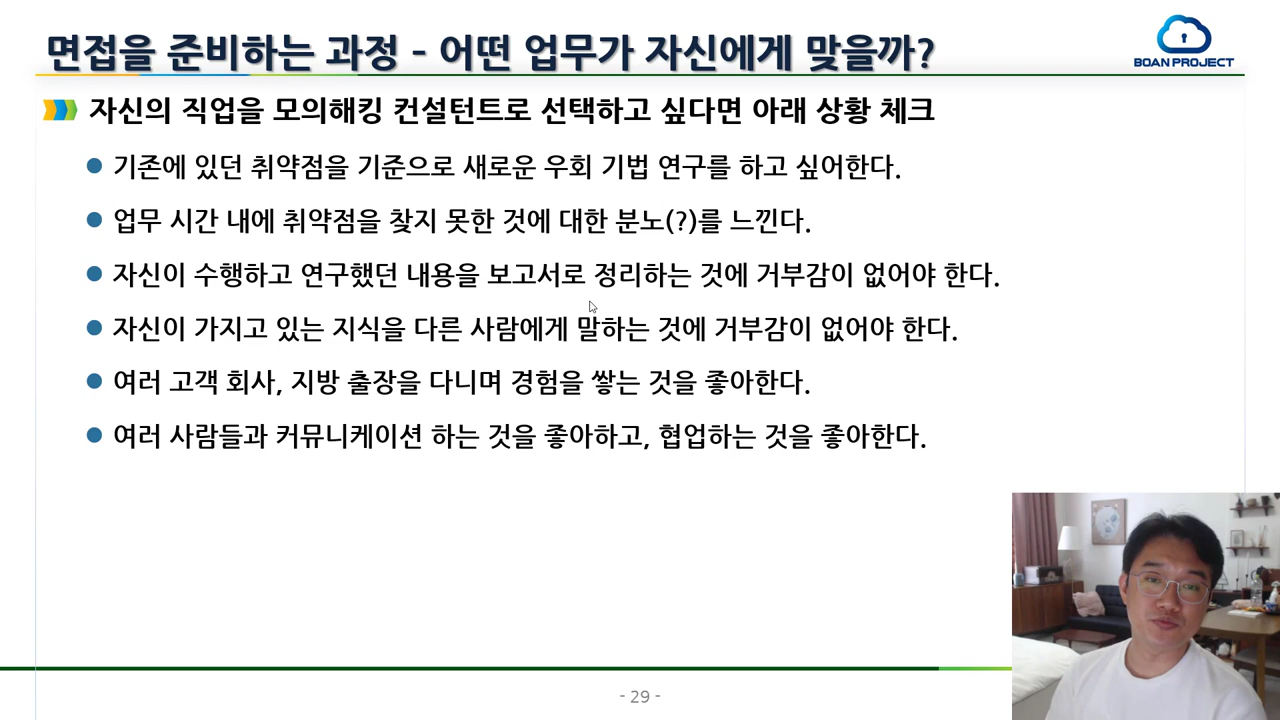 면접을 준비하는 과정 - 어떤 업무가 자신에게 맞을까?
BOAN PROJECT
자신의 직업을 모의해킹 컨설턴트로 선택하고 싶다면 아래 상황 체크
기존에 있던 취약점을 기준으로 새로운 우회 기법 연구를 하고 싶어한다.
업무 시간 내에 취약점을 찾지 못한 것에 대한 분노(?)를 느낀다.
자신이 수행하고 연구했던 내용을 보고서로 정리하는 것에 거부감이 없어야 한다.
자신이 가지고 있는 지식을 다른 사람에게 말하는 것에 거부감이 없어야 한다.
여러 고객 회사, 지방 출장을 다니며 경험을 쌓는 것을 좋아한다.
여러 사람들과 커뮤니케이션 하는 것을 좋아하고, 협업하는 것을 좋아한다.
- 29 -